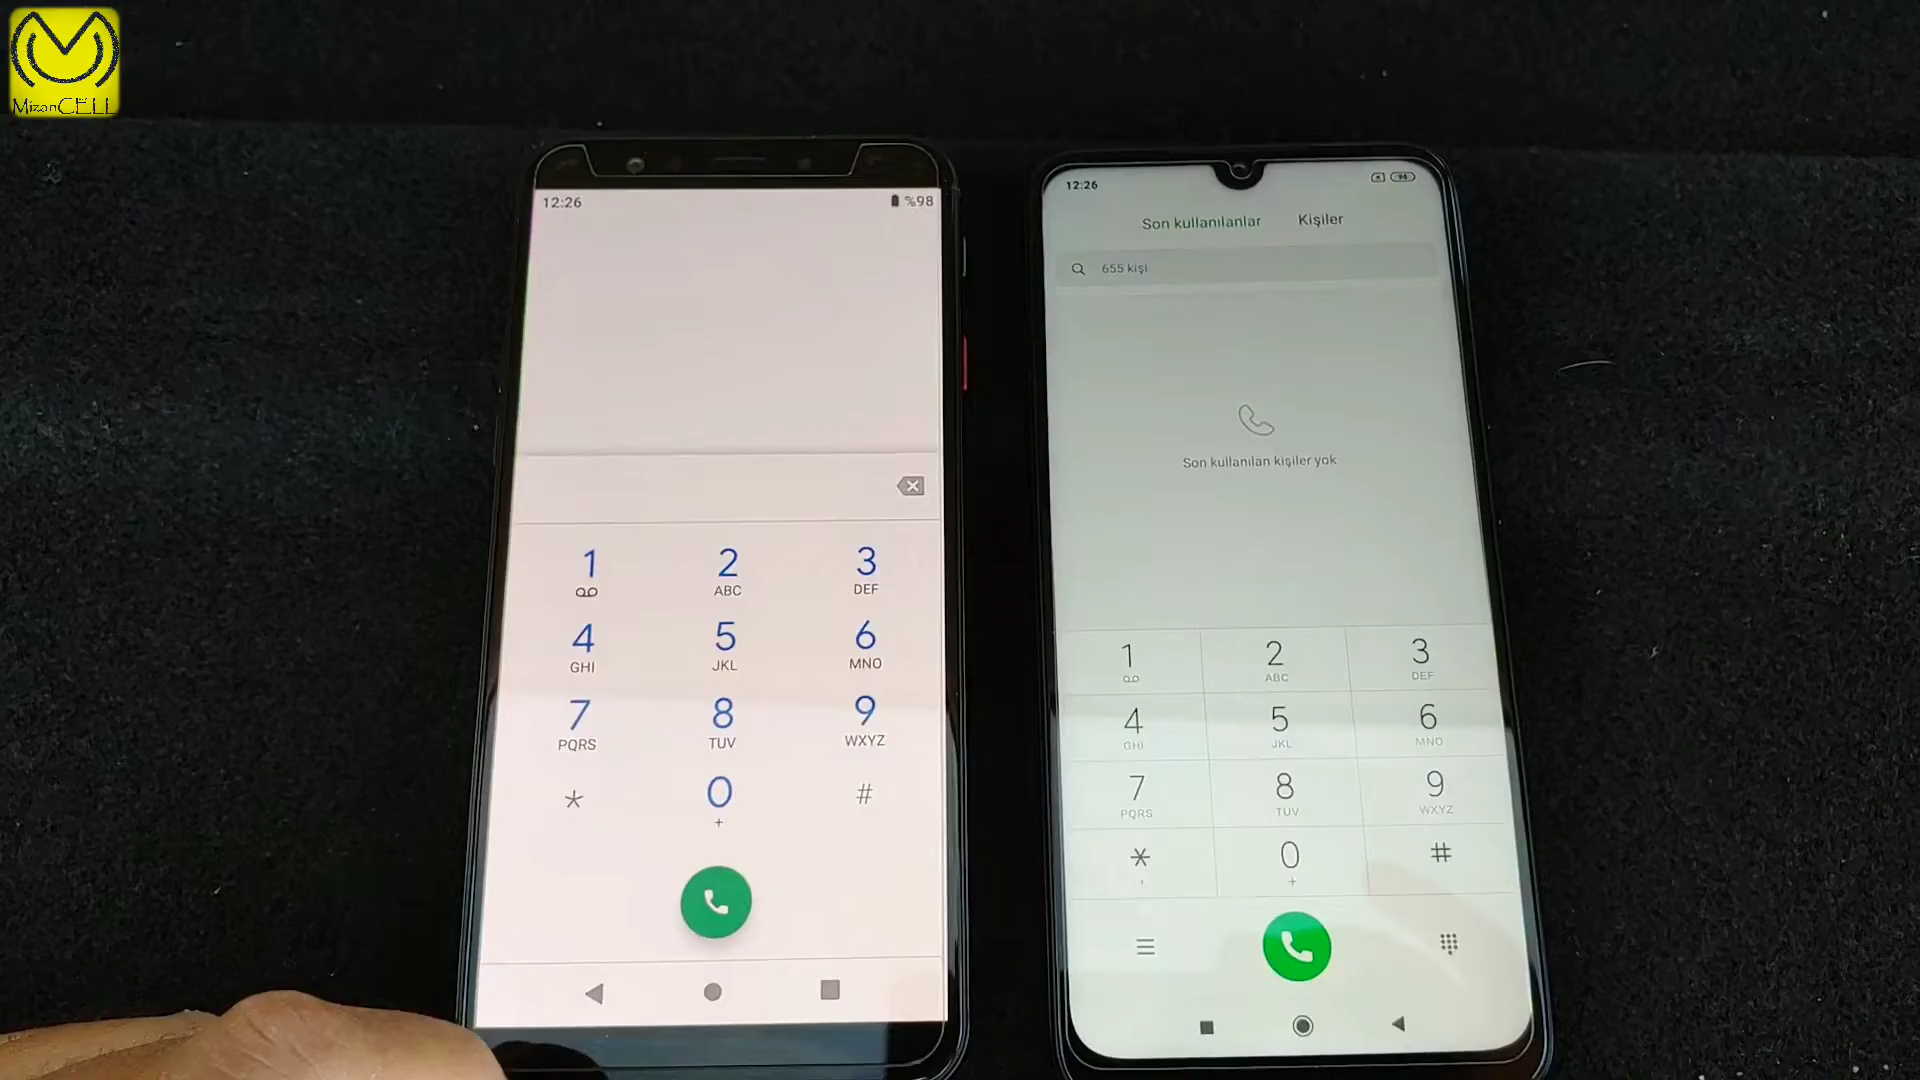 MizanCELL
12:26
%98
1
2
ABC
3
DEF
4
GHI
5
JKL
6
MNO
7
PQRS
8
TUV
9
WXYZ
*
0
+
#
12:26
94
Son kullanılanlar
Kişiler
655 kişi
Son kullanılan kişiler yok
1
2
ABC
3
DEF
4
GHI
5
JKL
6
MNO
7
PQRS
8
TUV
9
WXYZ
*
,
0
+
#